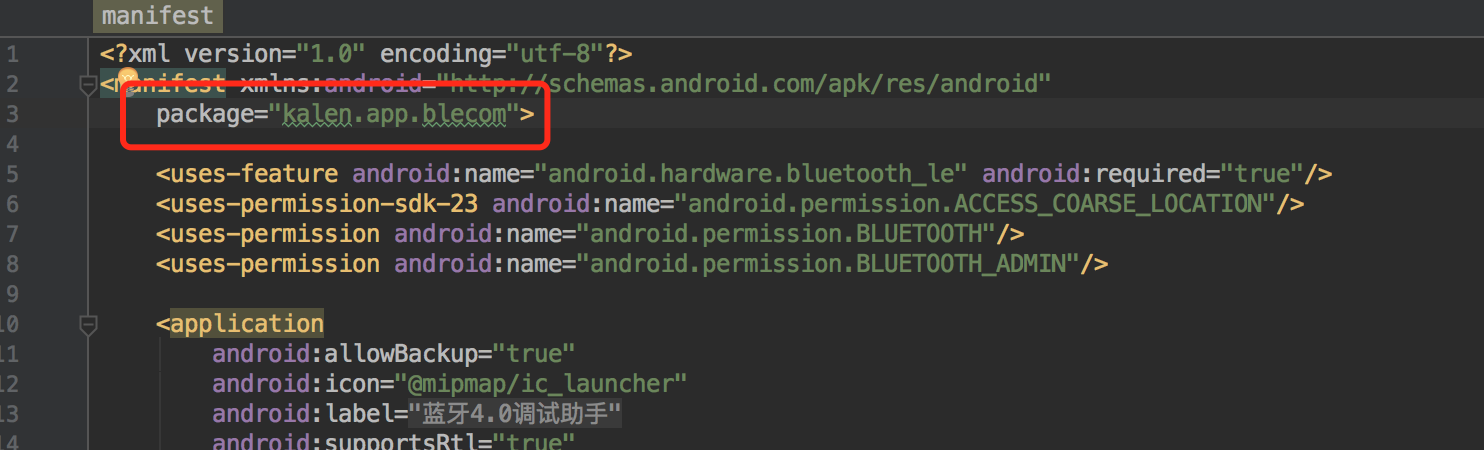 manifest
1 <?xml version="1.0" encoding="utf-8"?>
2 <manifest xmlns:android="http://schemas.android.com/apk/res/android"
3 package="kalen.app.blecom">
4
5 <uses-feature android:name="android.hardware.bluetooth_le" android:required="true"/>
6 <uses-permission-sdk-23 android:name="android.permission.ACCESS_COARSE_LOCATION"/>
7 <uses-permission android:name="android.permission.BLUETOOTH"/>
8 <uses-permission android:name="android.permission.BLUETOOTH_ADMIN"/>
9
10 <application
11 android:allowBackup="true"
12 android:icon="@mipmap/ic_launcher"
13 android:label="蓝牙4.0调试助手"
14 android:supportsRtl="true"